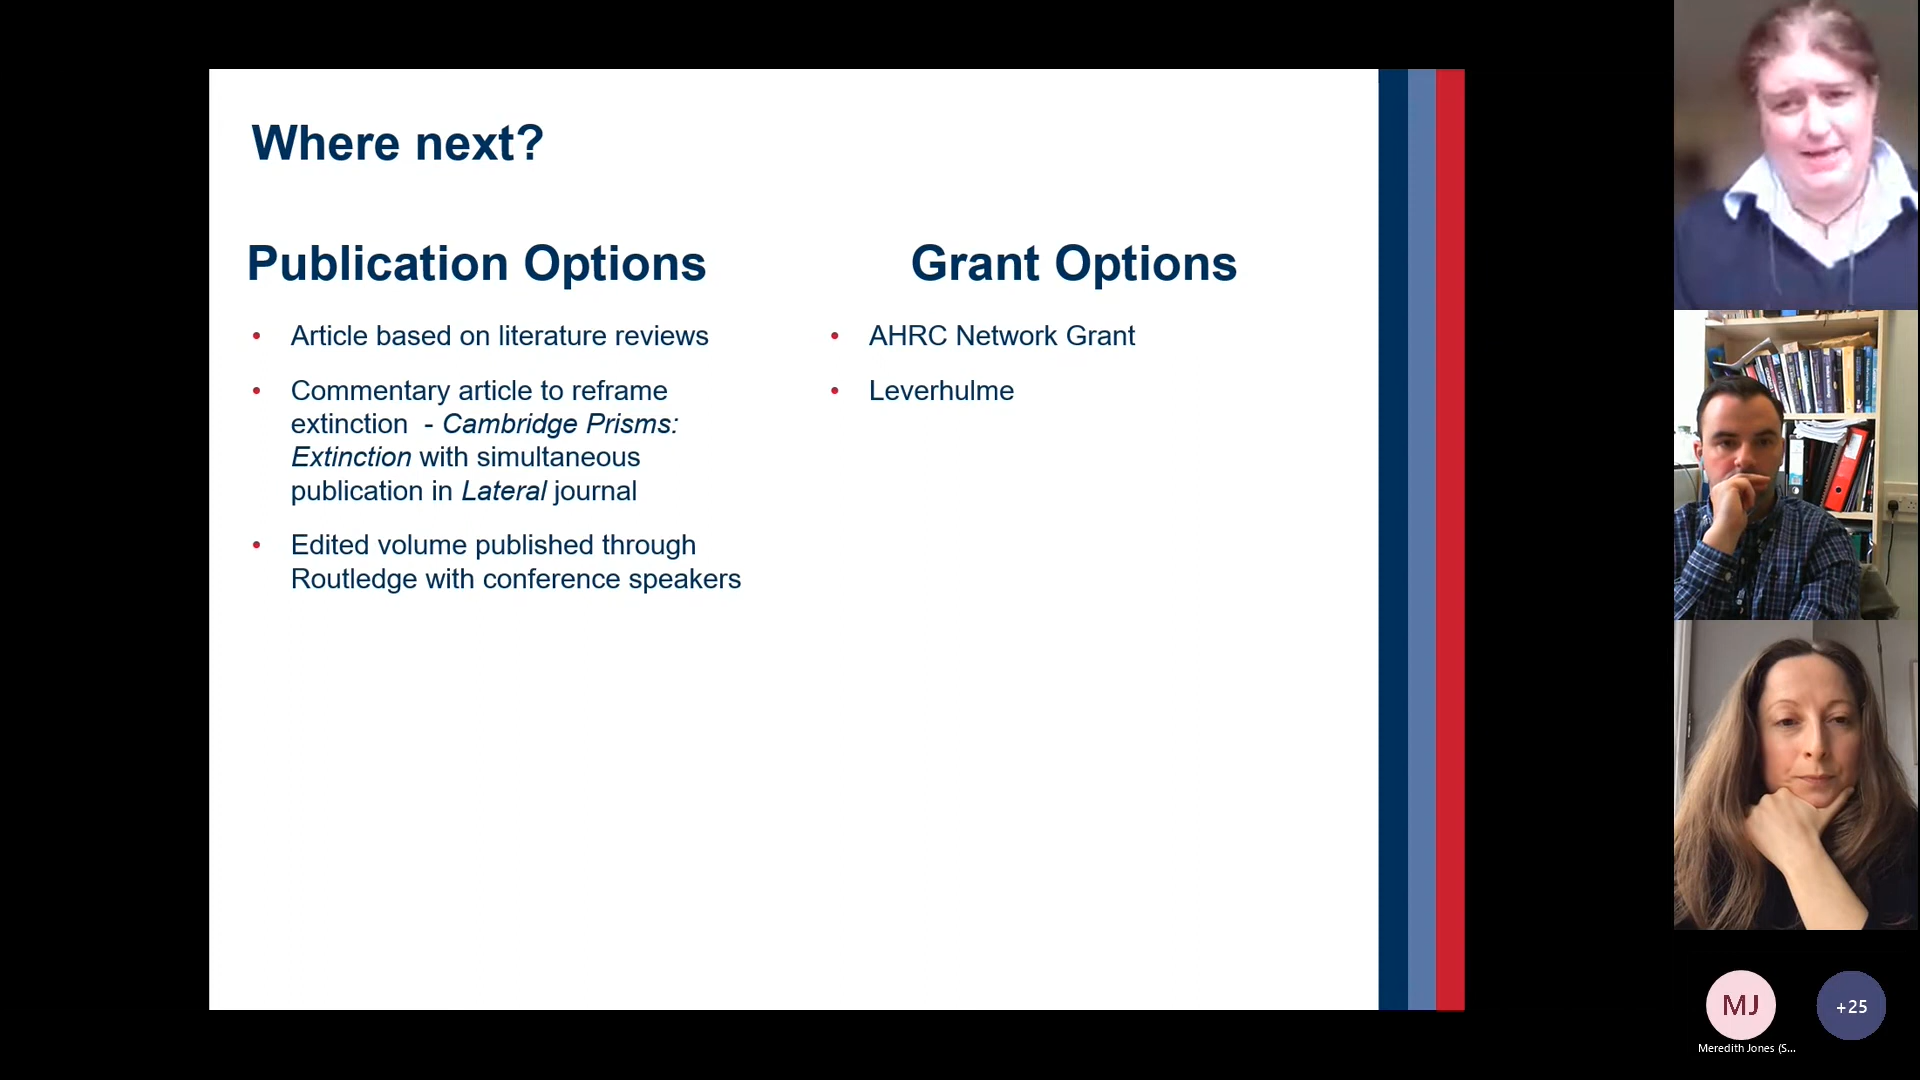 Where next?
Publication Options
• Article based on literature reviews
• Commentary article to reframe
extinction - Cambridge Prisms:
Extinction with simultaneous
publication in Lateral journal
• Edited volume published through
Routledge with conference speakers
Grant Options
• AHRC Network Grant
• Leverhulme
MJ
+25
Meredith Jones (S...